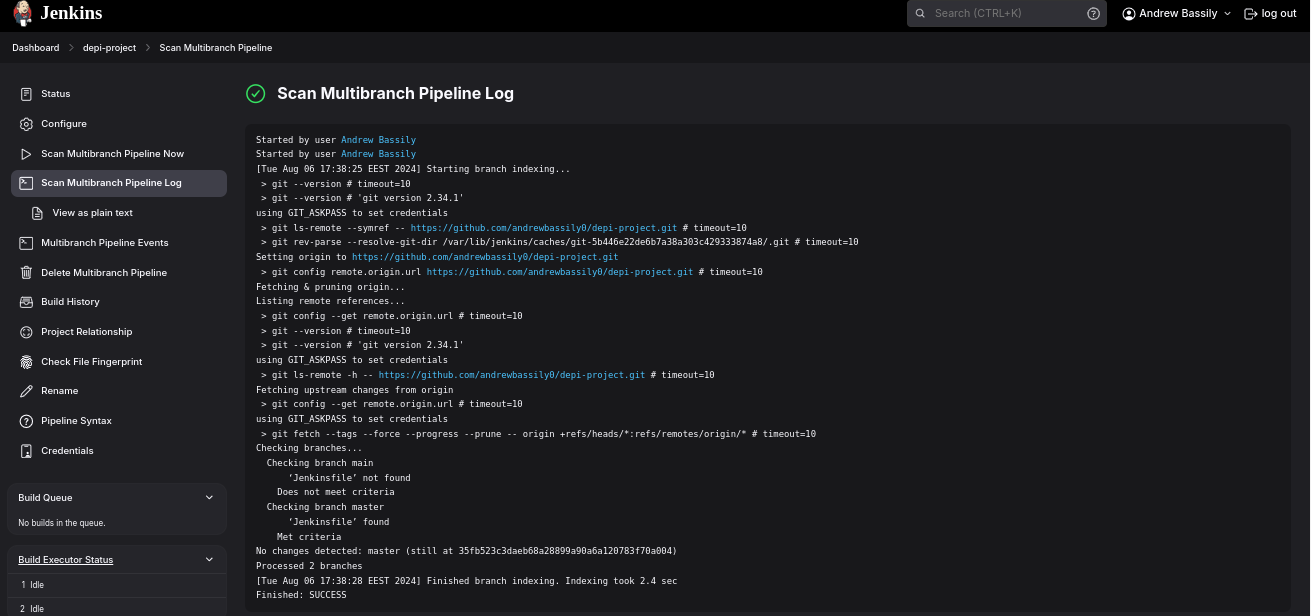 Jenkins
Search (CTRL+K)
Andrew Bassily
log out
Dashboard > depi-project > Scan Multibranch Pipeline
Status
Configure
Scan Multibranch Pipeline Now
Scan Multibranch Pipeline Log
View as plain text
Multibranch Pipeline Events
Delete Multibranch Pipeline
Build History
Project Relationship
Check File Fingerprint
Rename
Pipeline Syntax
Credentials
Build Queue
No builds in the queue.
Build Executor Status
1 Idle
2 Idle
Scan Multibranch Pipeline Log
Started by user Andrew Bassily
Started by user Andrew Bassily
[Tue Aug 06 17:38:25 EEST 2024] Starting branch indexing...
 > git --version # timeout=10
 > git --version # 'git version 2.34.1'
using GIT_ASKPASS to set credentials
 > git ls-remote --symref -- https://github.com/andrewbassily0/depi-project.git # timeout=10
 > git rev-parse --resolve-git-dir /var/lib/jenkins/caches/git-5b446e22de6b7a38a303c429333874a8/.git # timeout=10
Setting origin to https://github.com/andrewbassily0/depi-project.git
 > git config remote.origin.url https://github.com/andrewbassily0/depi-project.git # timeout=10
Fetching & pruning origin...
Listing remote references...
 > git config --get remote.origin.url # timeout=10
 > git --version # timeout=10
 > git --version # 'git version 2.34.1'
using GIT_ASKPASS to set credentials
 > git ls-remote -h -- https://github.com/andrewbassily0/depi-project.git # timeout=10
Fetching upstream changes from origin
 > git config --get remote.origin.url # timeout=10
using GIT_ASKPASS to set credentials
 > git fetch --tags --force --progress --prune -- origin +refs/heads/*:refs/remotes/origin/* # timeout=10
Checking branches...
  Checking branch main
      ‘Jenkinsfile’ not found
    Does not meet criteria
  Checking branch master
      ‘Jenkinsfile’ found
    Met criteria
No changes detected: master (still at 35fb523c3daeb68a28899a90a6a120783f70a004)
Processed 2 branches
[Tue Aug 06 17:38:28 EEST 2024] Finished branch indexing. Indexing took 2.4 sec
Finished: SUCCESS